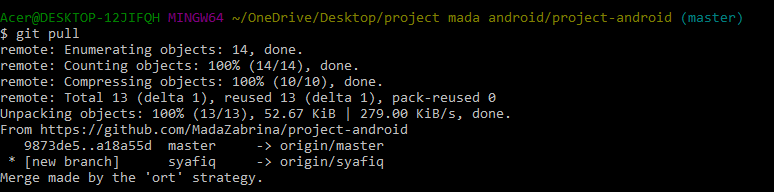 Acer@DESKTOP-12JIFQH MINGW64 ~/OneDrive/Desktop/project mada android/project-android (master)
$ git pull
remote: Enumerating objects: 14, done.
remote: Counting objects: 100% (14/14), done.
remote: Compressing objects: 100% (10/10), done.
remote: Total 13 (delta 1), reused 13 (delta 1), pack-reused 0
Unpacking objects: 100% (13/13), 52.67 KiB | 279.00 KiB/s, done.
From https://github.com/MadaZabrina/project-android
   9873de5..a18a55d  master     -> origin/master
 * [new branch]      syafiq     -> origin/syafiq
Merge made by the 'ort' strategy.